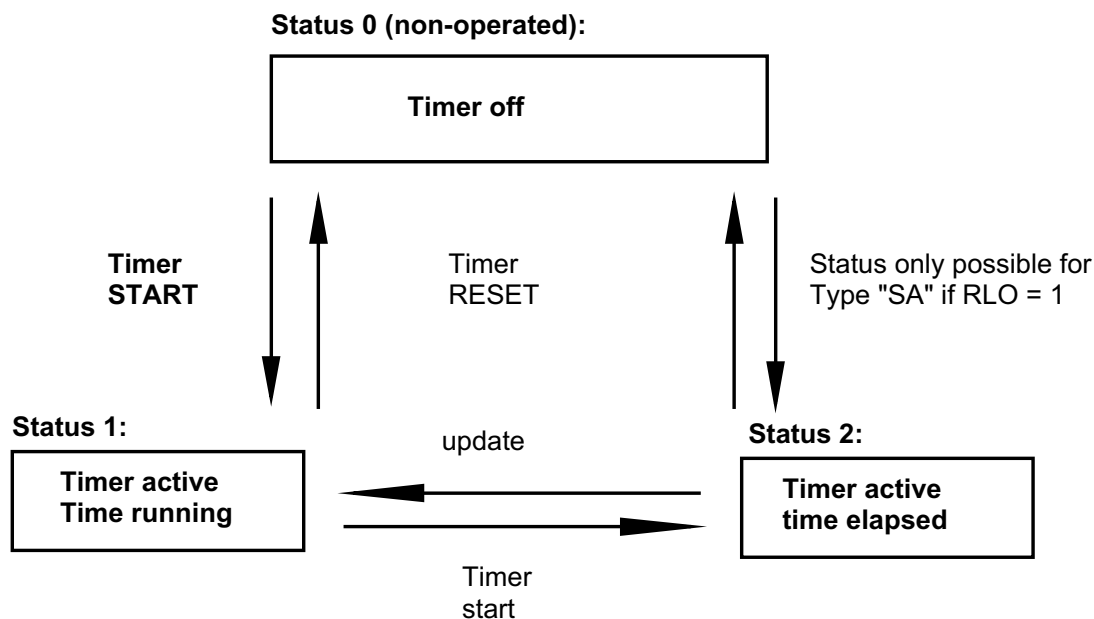 Status 0 (non-operated):
Timer off
Timer
START
Timer
RESET
Status only possible for
Type "SA" if RLO = 1
Status 1:
Timer active
Time running
update
Status 2:
Timer active
time elapsed
Timer
start